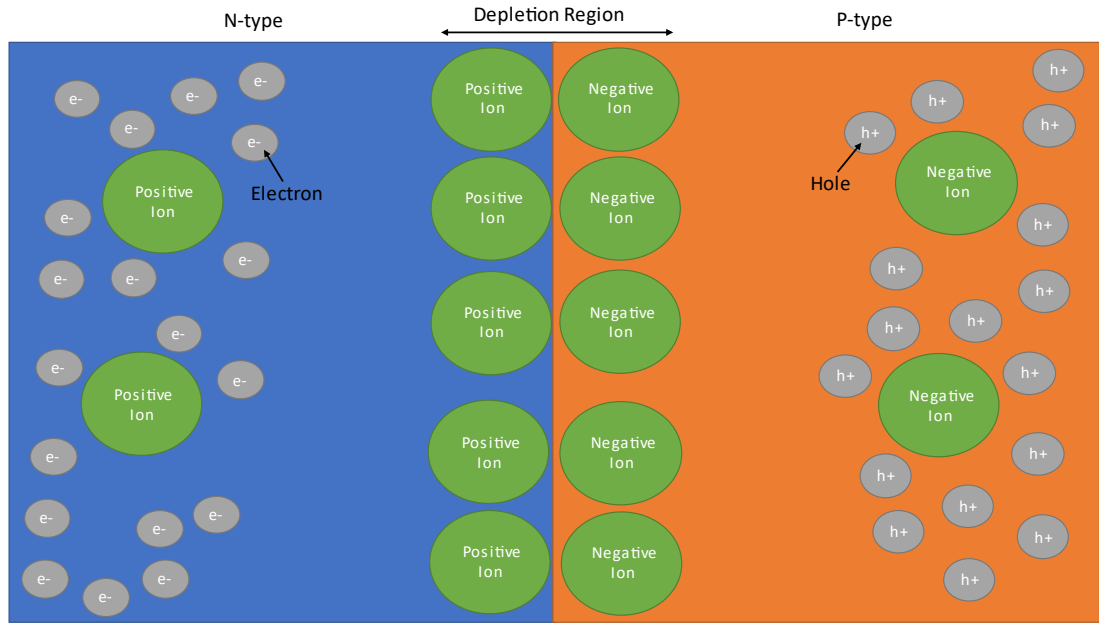 N-type
Depletion Region
P-type
e-
e-
e-
e-
e-
Electron
Positive
Ion
e-
e-
e-
e-
e-
e-
e-
Positive
Ion
e-
e-
e-
e-
e-
e-
e-
Positive
Ion
Negative
Ion
Positive
Ion
Negative
Ion
Positive
Ion
Negative
Ion
Positive
Ion
Negative
Ion
Positive
Ion
Negative
Ion
h+
h+
h+
h+
Hole
Negative
Ion
h+
h+
h+
h+
h+
h+
h+
Negative
Ion
h+
h+
h+
h+
h+
h+